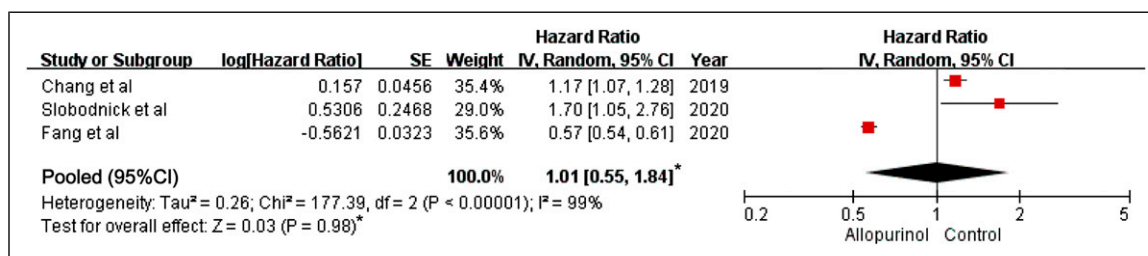 Hazard Ratio Hazard Ratio
Study or Subgroup log[Hazard Ratio] SE Weight IV, Random, 95% CI Year IV, Random, 95% CI
Chang et al 0.157 0.0456 35.4% 1.17 [1.07, 1.28] 2019
Slobodnick et al 0.5306 0.2468 29.0% 1.70 [1.05, 2.76] 2020
Fang et al -0.5621 0.0323 35.6% 0.57 [0.54, 0.61] 2020
Pooled (95%CI) 100.0% 1.01 [0.55, 1.84]*
Heterogeneity: Tau² = 0.26; Chi² = 177.39, df = 2 (P < 0.00001); I² = 99%
Test for overall effect: Z = 0.03 (P = 0.98)*
0.2 0.5 1 2 5
Allopurinol Control